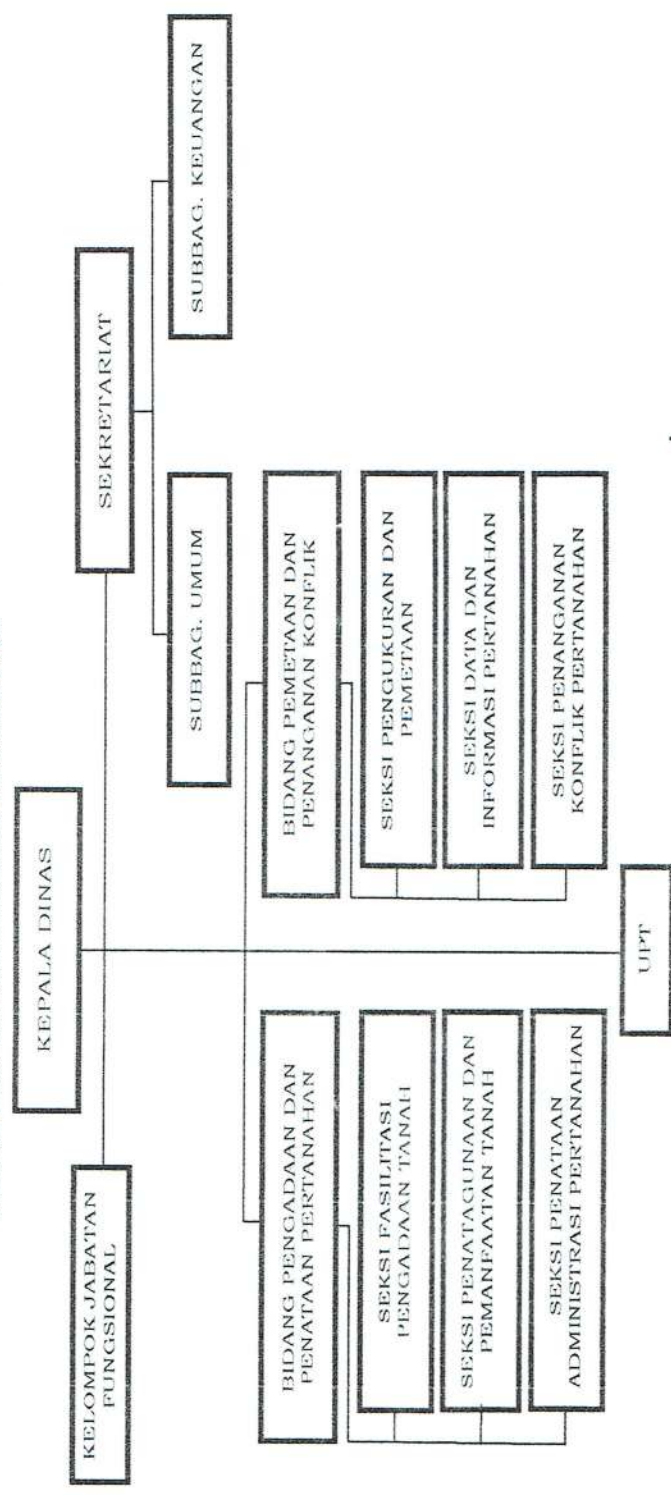 KEPALA DINAS
KELOMPOK JABATAN
FUNGSIONAL
SEKRETARIAT
SUBBAG. UMUM
SUBBAG. KEUANGAN
BIDANG PENGADAAN DAN
PENATAAN PERTANAHAN
SEKSI FASILITASI
PENGADAAN TANAH
SEKSI PENATAGUNAAN DAN
PEMANFAATAN TANAH
SEKSI PENATAAN
ADMINISTRASI PERTANAHAN
BIDANG PEMETAAN DAN
PENANGANAN KONFLIK
SEKSI PENGUKURAN DAN
PEMETAAN
SEKSI DATA DAN
INFORMASI PERTANAHAN
SEKSI PENANGANAN
KONFLIK PERTANAHAN
UPT